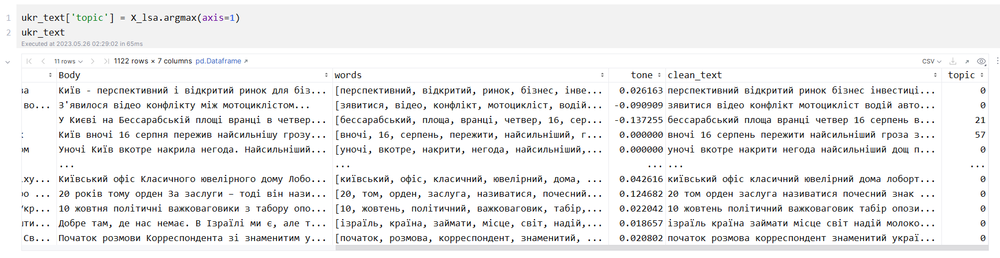 1 ukr_text['topic'] = X_lsa.argmax(axis=1)
2 ukr_text
Executed at 2023.05.26 02:29:02 in 65ms
11 rows 1122 rows × 7 columns pd.Dataframe CSV
Body words tone clean_text topic
за Київ - перспективний і відкритий ринок для біз... [перспективний, відкритий, ринок, бізнес, інве... 0.026163 перспективний відкритий ринок бізнес інвестиці... 0
во... З'явилося відео конфлікту між мотоциклістом... [зявитися, відео, конфлікт, мотоцикліст, водій... -0.090909 зявитися відео конфлікт мотоцикліст водій авто... 0
У Києві на Бессарабській площі вранці в четвер... [бессарабський, площа, вранці, четвер, 16, сер... -0.137255 бессарабський площа вранці четвер 16 серпень в... 21
Київ вночі 16 серпня пережив найсильнішу грозу... [вночі, 16, серпень, пережити, найсильніший, г... 0.000000 вночі 16 серпень пережити найсильніший гроза з... 57
ом Уночі Київ вкотре накрила негода. Найсильніший... [уночі, вкотре, накрити, негода, найсильніший,... 0.000000 уночі вкотре накрити негода найсильніший дощ п... 0
... ... ... ... ...
іху... Київський офіс Класичного ювелірного дому Лобо... [київський, офіс, класичний, ювелірний, дома, ... 0.042616 київський офіс класичний ювелірний дома лоборт... 0
ро ... 20 років тому орден За заслуги – тоді він нази... [20, том, орден, заслуга, називатися, почесний... 0.124682 20 том орден заслуга називатися почесний знак ... 0
Укр... 10 жовтня політичні важковаговики з табору опо... [10, жовтень, політичний, важковаговик, табір,... 0.022042 10 жовтень політичний важковаговик табір опози... 0
ити... Добре там, де нас немає. В Ізраїлі ми є, але т... [ізраїль, країна, займати, місце, світ, надій,... 0.018657 ізраїль країна займати місце світ надій молоко... 0
Св... Початок розмови Корреспондента зі знаменитим у... [початок, розмова, корреспондент, знаменитий, ... 0.020802 початок розмова корреспондент знаменитий украї... 0